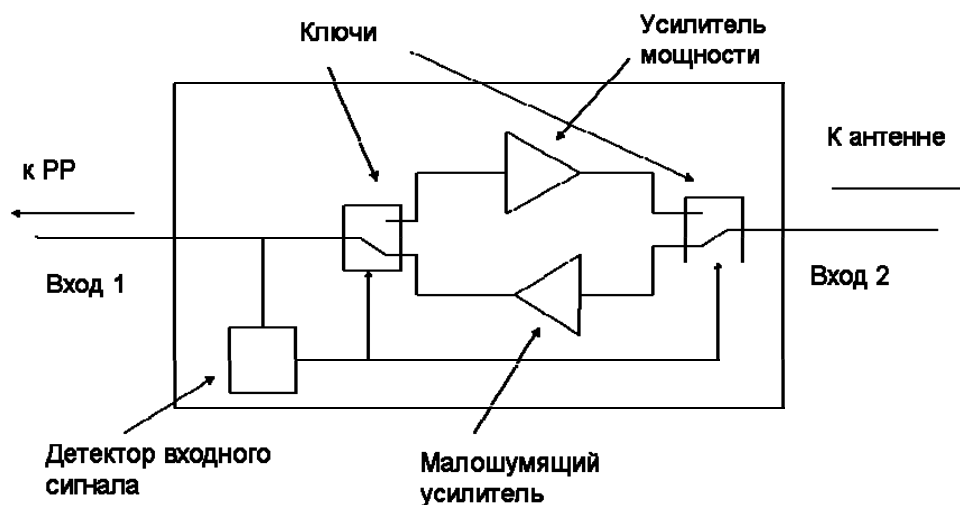 Ключи
Усилитель
мощности
к РР
К антенне
Вход 1
Вход 2
Детектор входного
сигнала
Малошумящий
усилитель